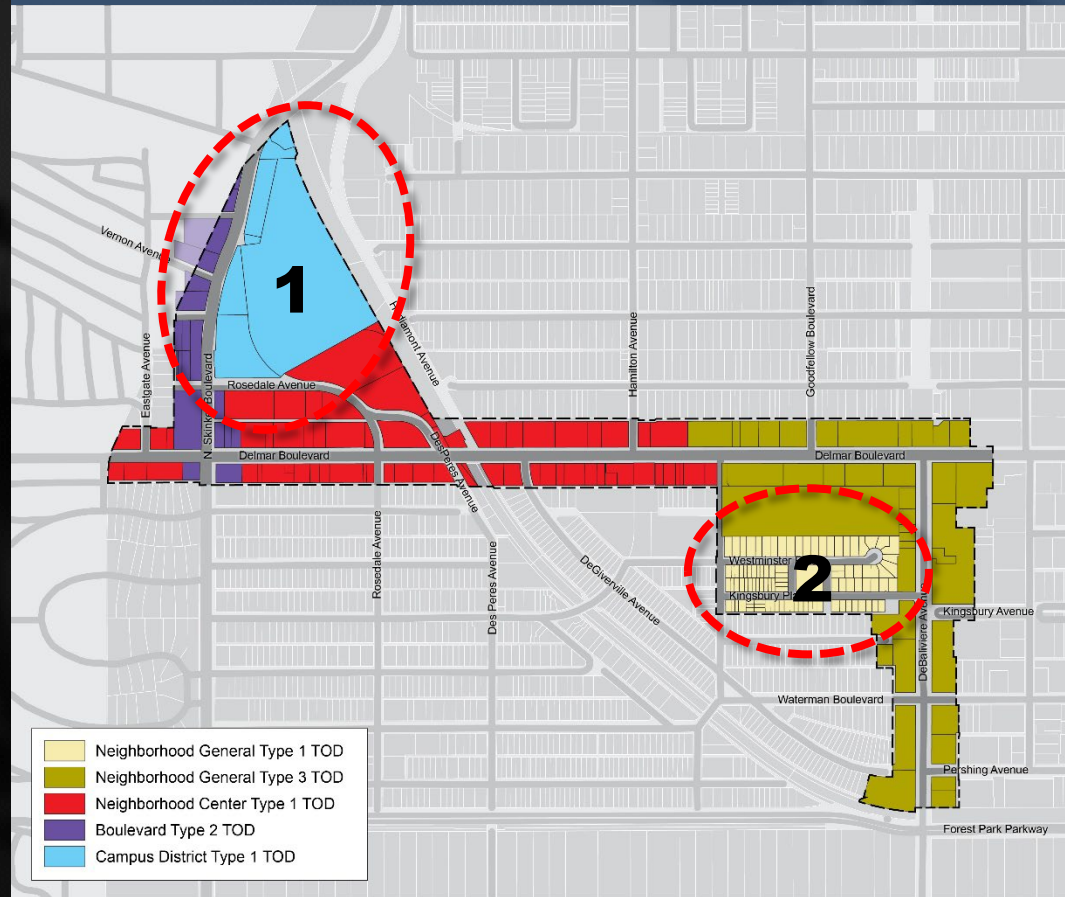 1
Vernon Avenue
Hodiamont Avenue
Eastgate Avenue
N. Skinker Boulevard
Rosedale Avenue
Hamilton Avenue
Goodfellow Boulevard
Delmar Boulevard
Delmar Boulevard
DesPeres Avenue
Rosedale Avenue
Des Peres Avenue
DeGiverville Avenue
Westminster
2
Kingsbury
Kingsbury Avenue
DeBaliviere Avenue
Waterman Boulevard
Pershing Avenue
Forest Park Parkway
Neighborhood General Type 1 TOD
Neighborhood General Type 3 TOD
Neighborhood Center Type 1 TOD
Boulevard Type 2 TOD
Campus District Type 1 TOD